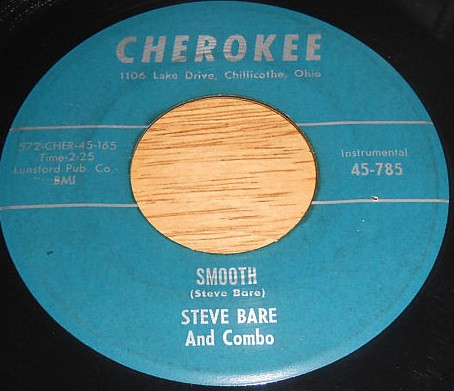 CHEROKEE
1106 Lake Drive, Chillicothe, Ohio
572-CHER-45-165
Time-2:25
Lunsford Pub. Co.-
BMI
Instrumental
45-785
SMOOTH
(Steve Bare)
STEVE BARE
And Combo